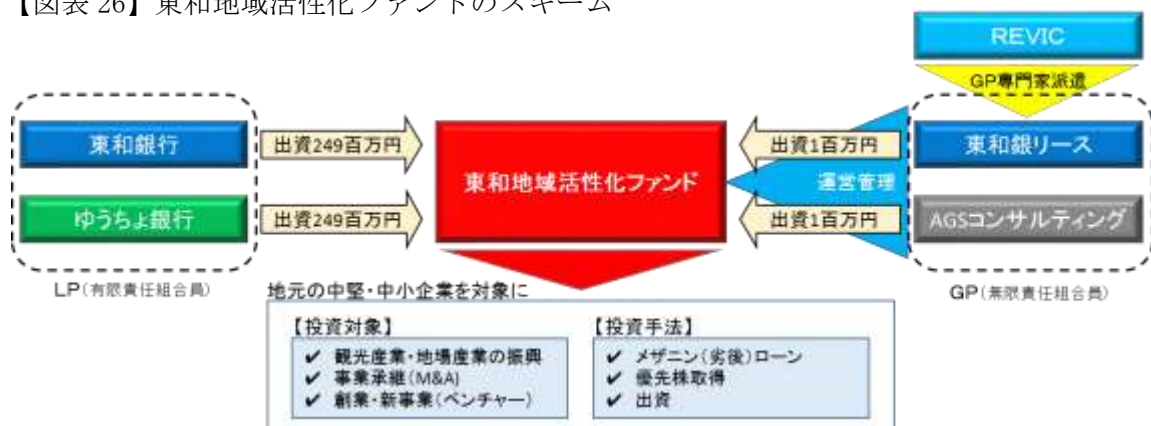 【図表 26】東和地域活性化ファンドのスキーム
REVIC
GP専門家派遣
東和銀行
出資249百万円
東和地域活性化ファンド
出資1百万円
東和銀リース
運営管理
ゆうちょ銀行
出資249百万円
出資1百万円
AGSコンサルティング
LP(有限責任組合員)
GP(無限責任組合員)
地元の中堅・中小企業を対象に
【投資対象】
✔ 観光産業・地場産業の振興
✔ 事業承継(M&A)
✔ 創業・新事業(ベンチャー)
【投資手法】
✔ メザニン(劣後)ローン
✔ 優先株取得
✔ 出資